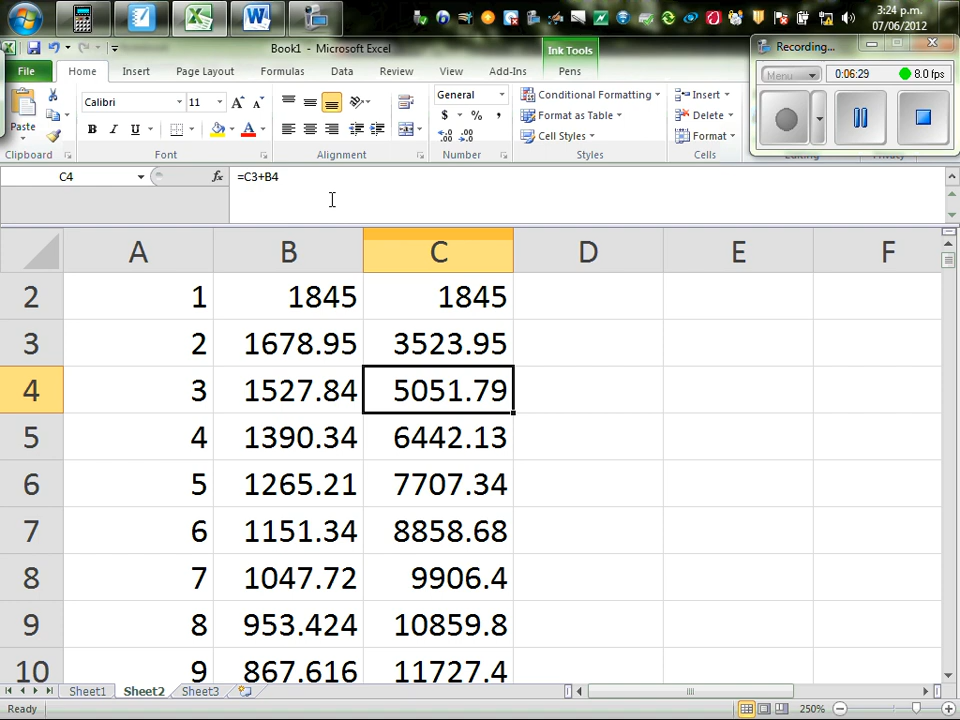 3:24 p.m.
07/06/2012
Book1 - Microsoft Excel
Ink Tools
Recording...
File
Home
Insert
Page Layout
Formulas
Data
Review
View
Add-Ins
Pens
Menu
0:06:29
8.0 fps
Paste
Calibri
11
General
Conditional Formatting
Format as Table
Cell Styles
Insert
Delete
Format
Clipboard
Font
Alignment
Number
Styles
Cells
C4
fx
=C3+B4
A B C D E F
2 1 1845 1845
3 2 1678.95 3523.95
4 3 1527.84 5051.79
5 4 1390.34 6442.13
6 5 1265.21 7707.34
7 6 1151.34 8858.68
8 7 1047.72 9906.4
9 8 953.424 10859.8
10 9 867.616 11727.4
Sheet1
Sheet2
Sheet3
Ready
250%